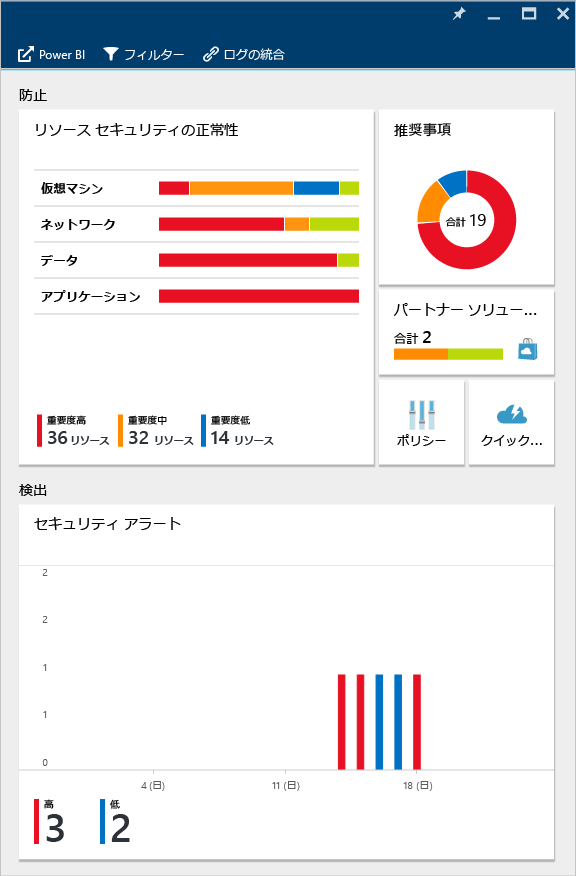 Power BI フィルター ログの統合
防止
リソース セキュリティの正常性
仮想マシン
ネットワーク
データ
アプリケーション
重要度高
36 リソース
重要度中
32 リソース
重要度低
14 リソース
推奨事項
合計 19
パートナー ソリュー...
合計 2
ポリシー
クイック...
検出
セキュリティ アラート
2
2
1
1
0
4 (日) 11 (日) 18 (日)
高
3
低
2